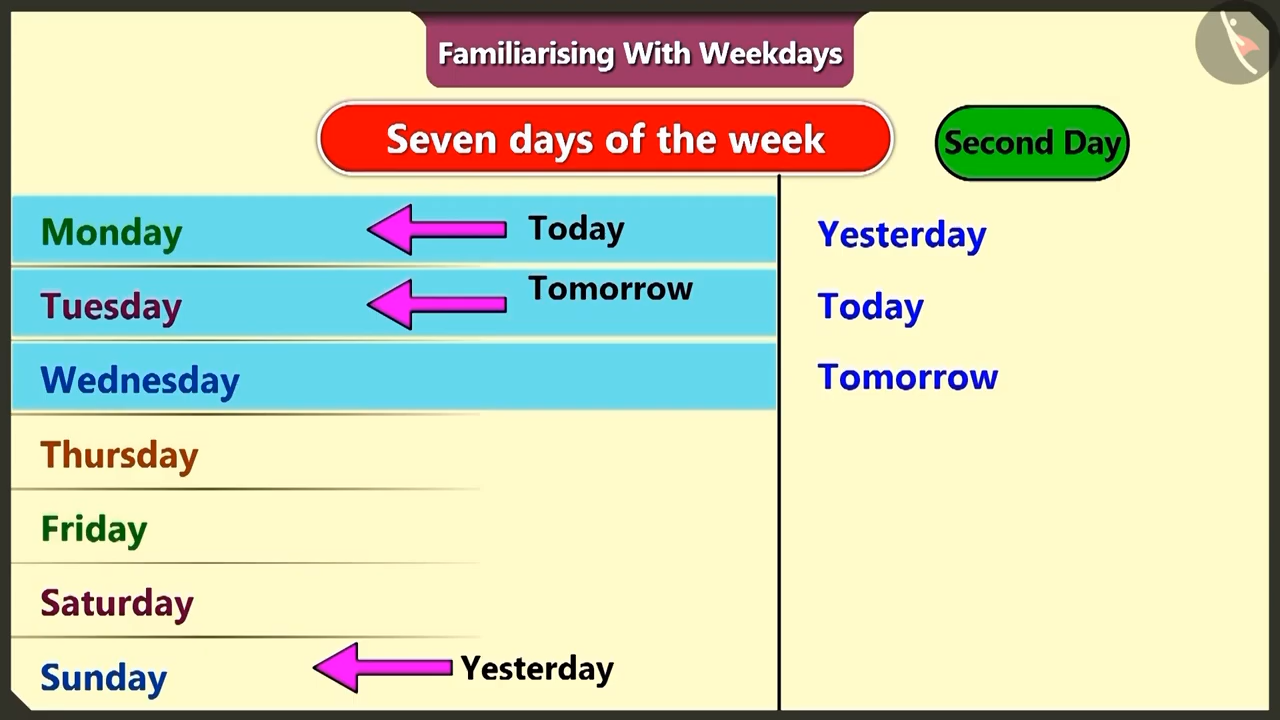 Familiarising With Weekdays
Seven days of the week
Second Day
Monday Today Yesterday
Tuesday Tomorrow Today
Wednesday Tomorrow
Thursday
Friday
Saturday
Sunday Yesterday